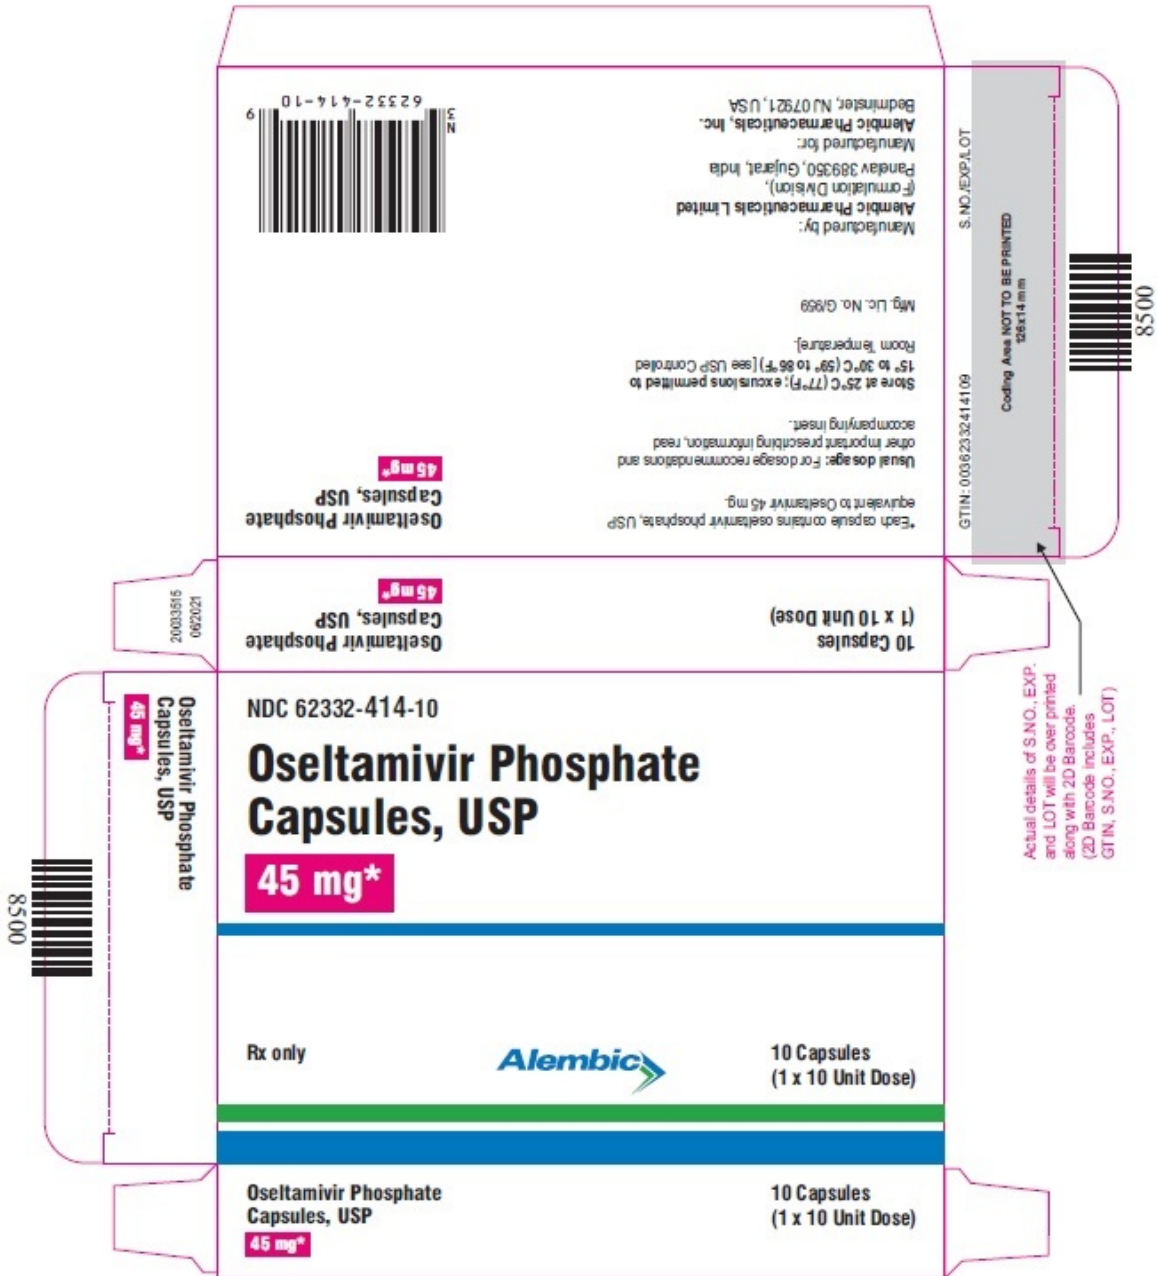 N
3
62332-414-10
9
Oseltamivir Phosphate
Capsules, USP
45 mg*
*Each capsule contains oseltamivir phosphate, USP
equivalent to Oseltamivir 45 mg.
Usual dosage: For dosage recommendations and
other important prescribing information, read
accompanying insert.
Store at 25°C (77°F); excursions permitted to
15° to 30°C (59° to 86°F) [see USP Controlled
Room Temperature].
Mfg. Lic. No. G/959
Manufactured by:
Alembic Pharmaceuticals Limited
(Formulation Division),
Panelav 389350, Gujarat, India
Manufactured for:
Alembic Pharmaceuticals, Inc.
Bedminster, NJ 07921, USA
GTIN: 00362332414109
S.NO./EXP./LOT
Coding Area NOT TO BE PRINTED
126x14 mm
8500
20033515
06/2021
Oseltamivir Phosphate
Capsules, USP
45 mg*
10 Capsules
(1 x 10 Unit Dose)
Actual details of S.NO., EXP.
and LOT will be over printed
along with 2D Barcode.
(2D Barcode includes
GTIN, S.NO., EXP., LOT)
Oseltamivir Phosphate
Capsules, USP
45 mg*
8500
NDC 62332-414-10
Oseltamivir Phosphate
Capsules, USP
45 mg*
Rx only
Alembic
10 Capsules
(1 x 10 Unit Dose)
Oseltamivir Phosphate
Capsules, USP
45 mg*
10 Capsules
(1 x 10 Unit Dose)